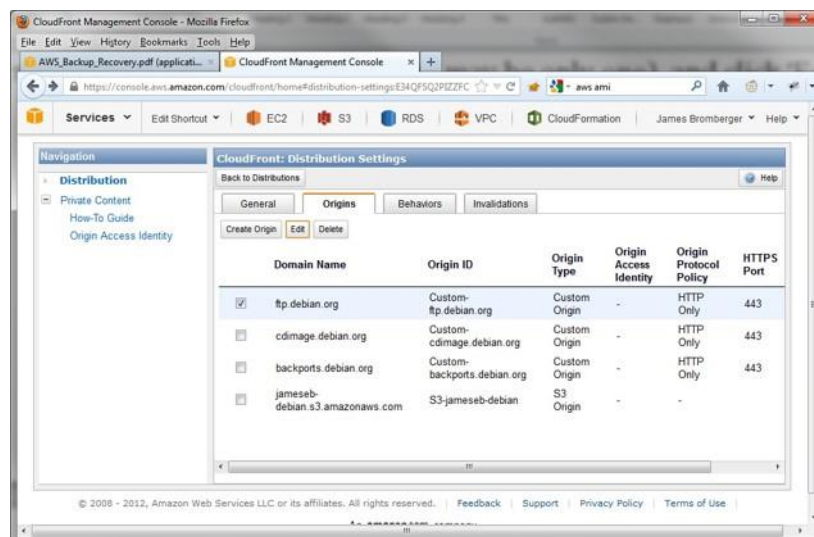 CloudFront Management Console - Mozilla Firefox
File Edit View History Bookmarks Tools Help
AWS_Backup_Recovery.pdf (applicati... CloudFront Management Console
https://console.aws.amazon.com/cloudfront/home#distribution-settings: aws ami
Services Edit Shortcut EC2 S3 RDS VPC CloudFormation James Bromberger Help
Navigation
Distribution
Private Content
How-To Guide
Origin Access Identity
CloudFront: Distribution Settings
Back to Distributions Help
General Origins Behaviors Invalidations
Create Origin Edit Delete
Domain Name Origin ID Origin Type Origin Access Identity Origin Protocol Policy HTTPS Port
ftp.debian.org Custom-ftp.debian.org Custom Origin - HTTP Only 443
cdimage.debian.org Custom-cdimage.debian.org Custom Origin - HTTP Only 443
backports.debian.org Custom-backports.debian.org Custom Origin - HTTP Only 443
jameseb-debian.s3.amazonaws.com S3-jameseb-debian S3 Origin - -
© 2008 - 2012, Amazon Web Services LLC or its affiliates. All rights reserved. Feedback Support Privacy Policy Terms of Use